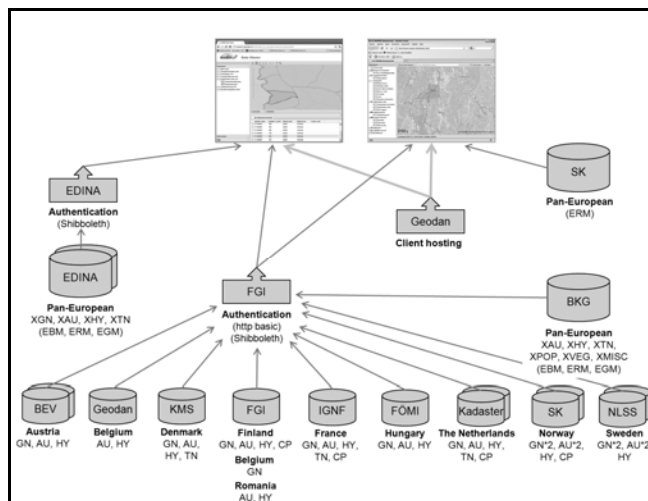 EDINA
Authentication
(Shibboleth)
EDINA
Pan-European
XGN, XAU, XHY, XTN
(EBM, ERM, EGM)
Geodan
Client hosting
SK
Pan-European
(ERM)
FGI
Authentication
(http basic)
(Shibboleth)
BKG
Pan-European
XAU, XHY, XTN,
XPOP, XVEG, XMISC
(EBM, ERM, EGM)
BEV
Austria
GN, AU, HY
Geodan
Belgium
AU, HY
KMS
Denmark
GN, AU,
HY, TN
FGI
Finland
GN, AU, HY, CP
Belgium
GN
Romania
AU, HY
IGNF
France
GN, AU, HY,
TN, CP
FÖMI
Hungary
GN, AU, HY
Kadaster
The Netherlands
GN, AU, HY,
TN, CP
SK
Norway
GN*2, AU*2,
HY, CP
NLSS
Sweden
GN*2, AU*2,
HY